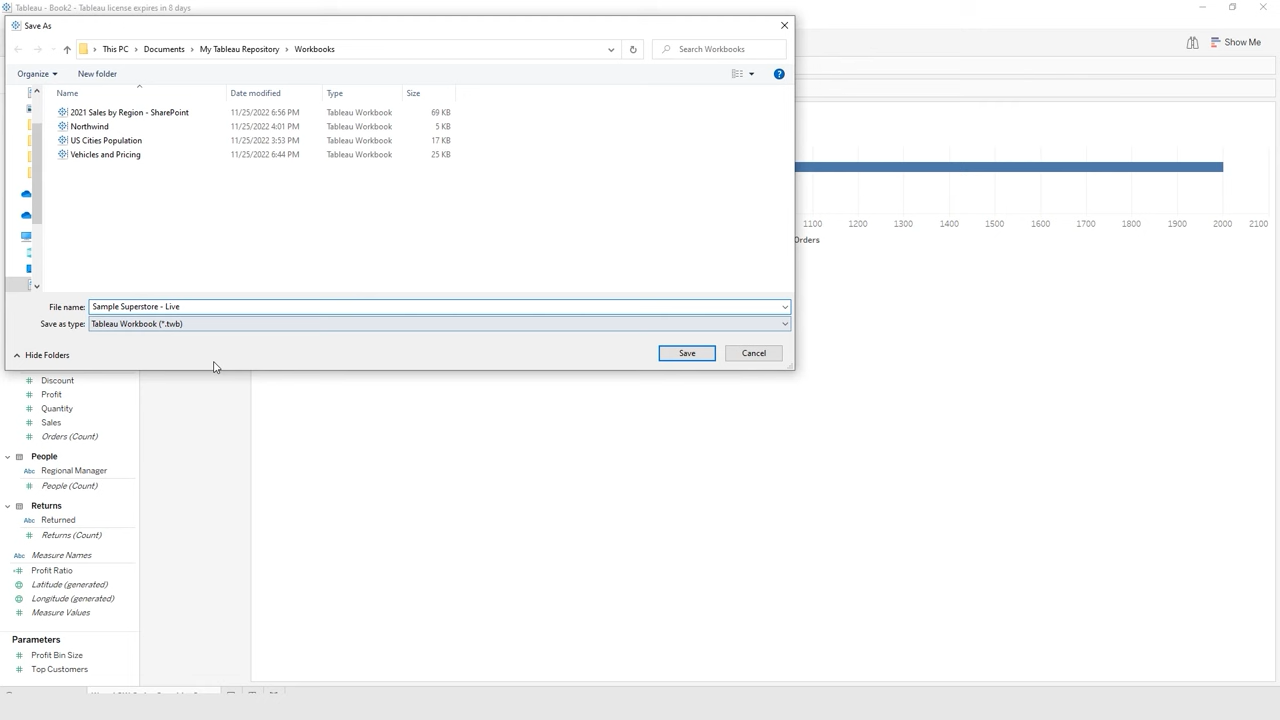 Tableau - Book2 - Tableau license expires in 8 days
Save As
This PC > Documents > My Tableau Repository > Workbooks
Search Workbooks
Show Me
Organize
New folder
Name Date modified Type Size
2021 Sales by Region - SharePoint 11/25/2022 6:56 PM Tableau Workbook 69 KB
Northwind 11/25/2022 4:01 PM Tableau Workbook 5 KB
US Cities Population 11/25/2022 3:53 PM Tableau Workbook 17 KB
Vehicles and Pricing 11/25/2022 6:44 PM Tableau Workbook 25 KB
1100 1200 1300 1400 1500 1600 1700 1800 1900 2000 2100
Orders
File name: Sample Superstore - Live
Save as type: Tableau Workbook (*.twb)
Hide Folders
Save
Cancel
# Discount
# Profit
# Quantity
# Sales
# Orders (Count)
People
Abc Regional Manager
# People (Count)
Returns
Abc Returned
# Returns (Count)
Abc Measure Names
=# Profit Ratio
Latitude (generated)
Longitude (generated)
# Measure Values
Parameters
# Profit Bin Size
# Top Customers